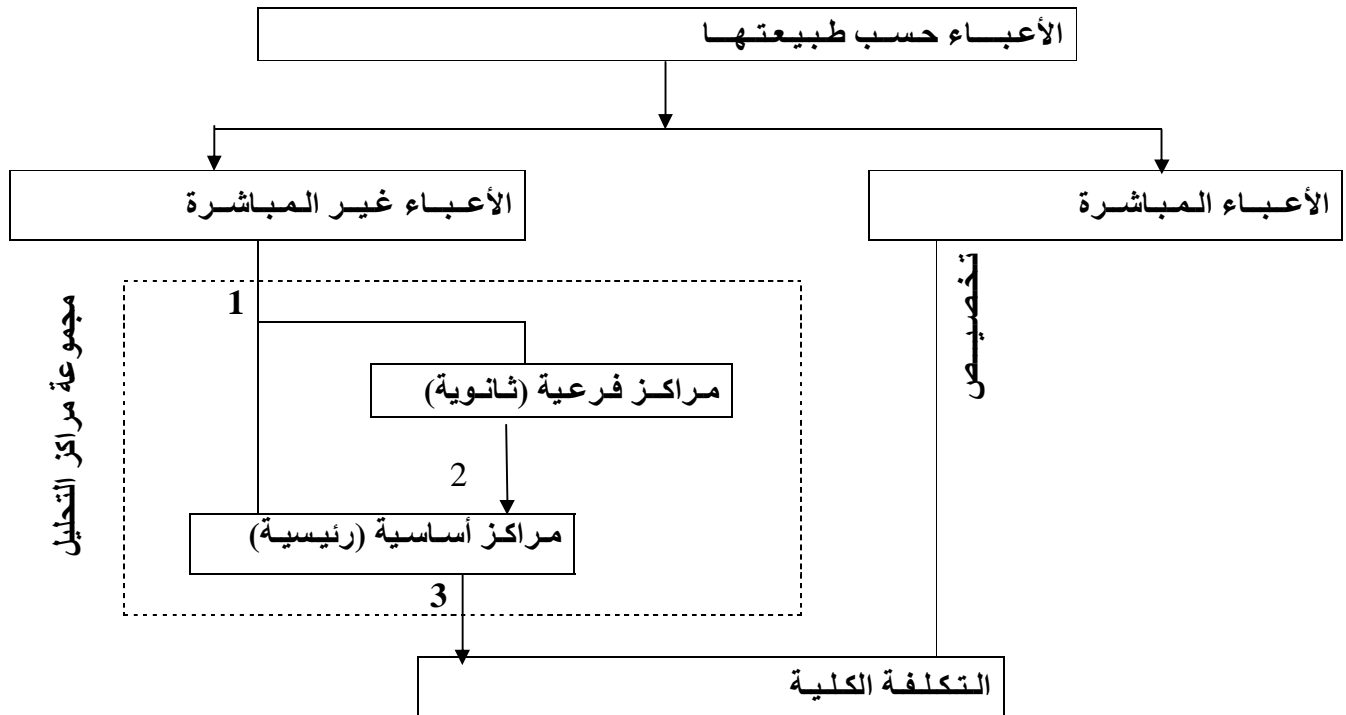 الأعباء حسب طبيعتها
الأعباء المباشرة
الأعباء غير المباشرة
تخصيص
مجموعة مراكز التحليل
1
مراكز فرعية (ثانوية)
2
مراكز أساسية (رئيسية)
3
التكلفة الكلية